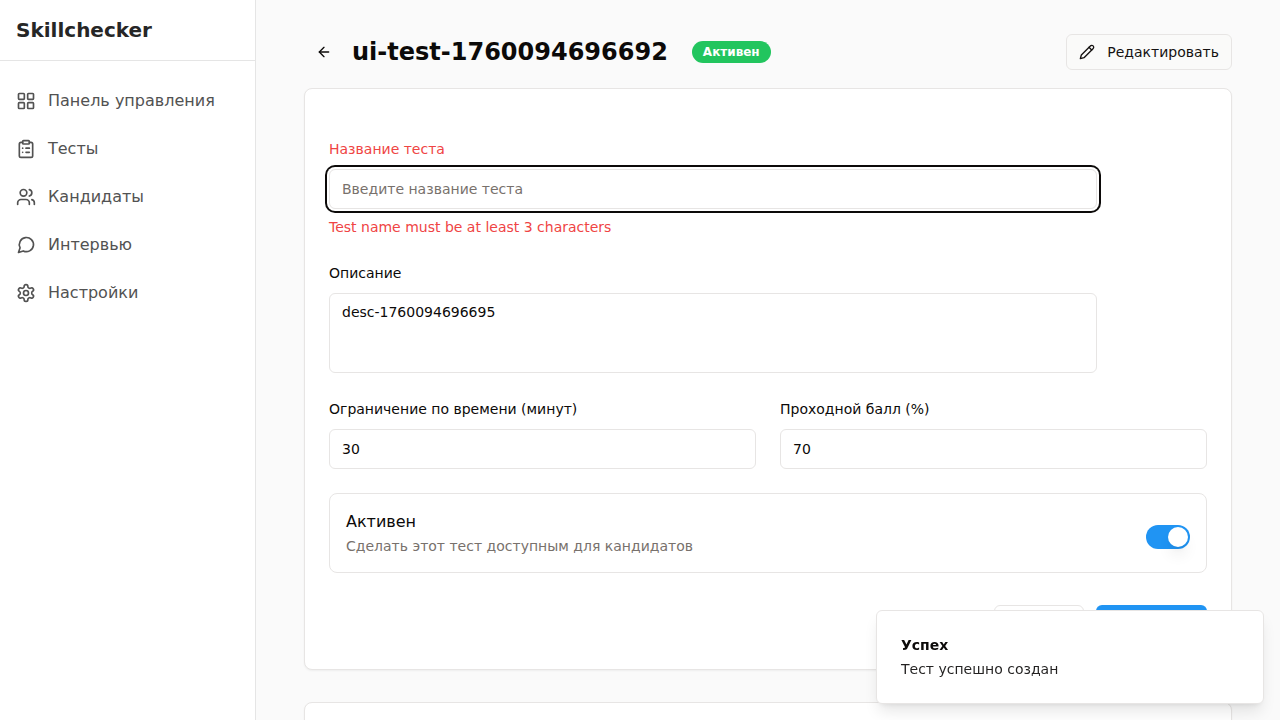 Skillchecker
Панель управления
Тесты
Кандидаты
Интервью
Настройки
ui-test-1760094696692
Активен
Редактировать
Название теста
Введите название теста
Test name must be at least 3 characters
Описание
desc-1760094696695
Ограничение по времени (минут)
Проходной балл (%)
30
70
Активен
Сделать этот тест доступным для кандидатов
Успех
Тест успешно создан